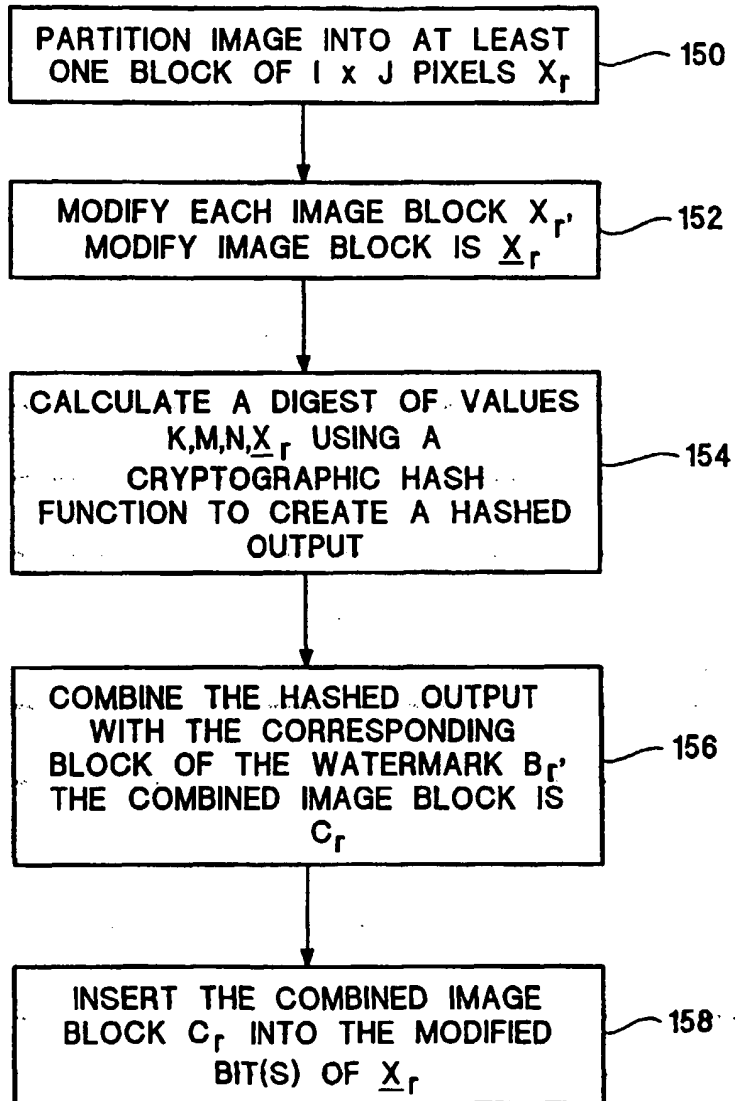 PARTITION IMAGE INTO AT LEAST
ONE BLOCK OF I x J PIXELS Xr
150
MODIFY EACH IMAGE BLOCK Xr,
MODIFY IMAGE BLOCK IS Xr
152
CALCULATE A DIGEST OF VALUES
K,M,N,Xr USING A
CRYPTOGRAPHIC HASH
FUNCTION TO CREATE A HASHED
OUTPUT
154
COMBINE THE HASHED OUTPUT
WITH THE CORRESPONDING
BLOCK OF THE WATERMARK Br,
THE COMBINED IMAGE BLOCK IS
Cr
156
INSERT THE COMBINED IMAGE
BLOCK Cr INTO THE MODIFIED
BIT(S) OF Xr
158